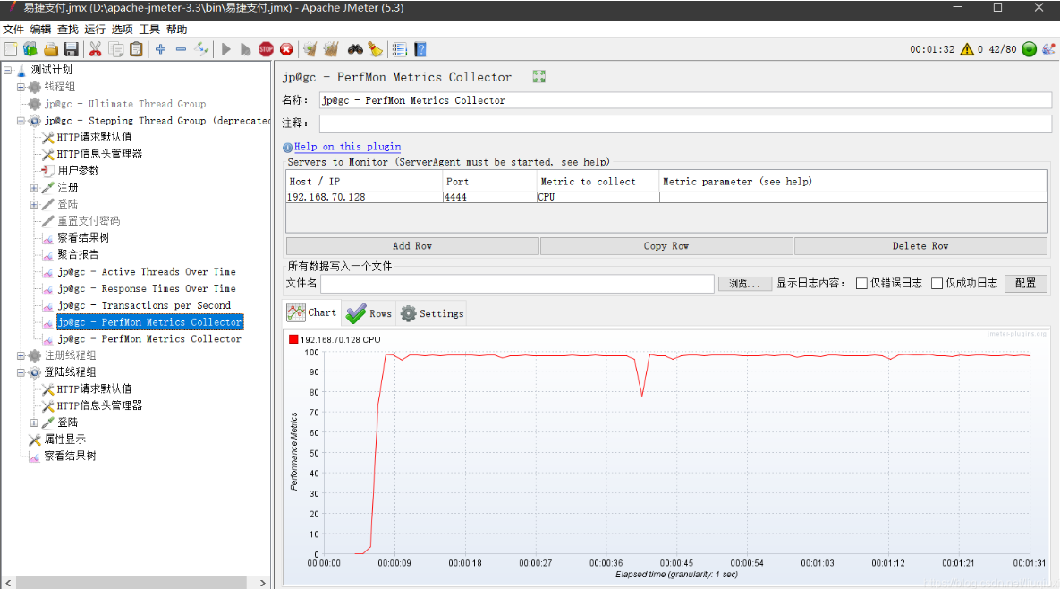 易捷支付.jmx (D:\apache-jmeter-3.3\bin\易捷支付.jmx) - Apache JMeter (5.3)
文件 编辑 查找 运行 选项 工具 帮助
00:01:32 0 42/80
测试计划
线程组
jp@gc - Ultimate Thread Group
jp@gc - Stepping Thread Group (deprecated
HTTP请求默认值
HTTP信息头管理器
用户参数
注册
登陆
重置支付密码
察看结果树
聚合报告
jp@gc - Active Threads Over Time
jp@gc - Response Times Over Time
jp@gc - Transactions per Second
jp@gc - PerfMon Metrics Collector
jp@gc - PerfMon Metrics Collector
注册线程组
登陆线程组
HTTP请求默认值
HTTP信息头管理器
登陆
属性显示
察看结果树
jp@gc - PerfMon Metrics Collector
名称: jp@gc - PerfMon Metrics Collector
注释:
Help on this plugin
Servers to Monitor (ServerAgent must be started, see help)
Host / IP Port Metric to collect Metric parameter (see help)
192.168.70.128 4444 CPU
Add Row Copy Row Delete Row
所有数据写入一个文件
文件名 浏览... 显示日志内容: 仅错误日志 仅成功日志 配置
Chart Rows Settings
192.168.70.128 CPU
jmeter-plugins.org
100
90
80
70
60
50
40
30
20
10
0
Performance Metrics
00:00:00 00:00:09 00:00:18 00:00:27 00:00:36 00:00:45 00:00:54 00:01:03 00:01:12 00:01:21 00:01:31
Elapsed time (granularity: 1 sec)